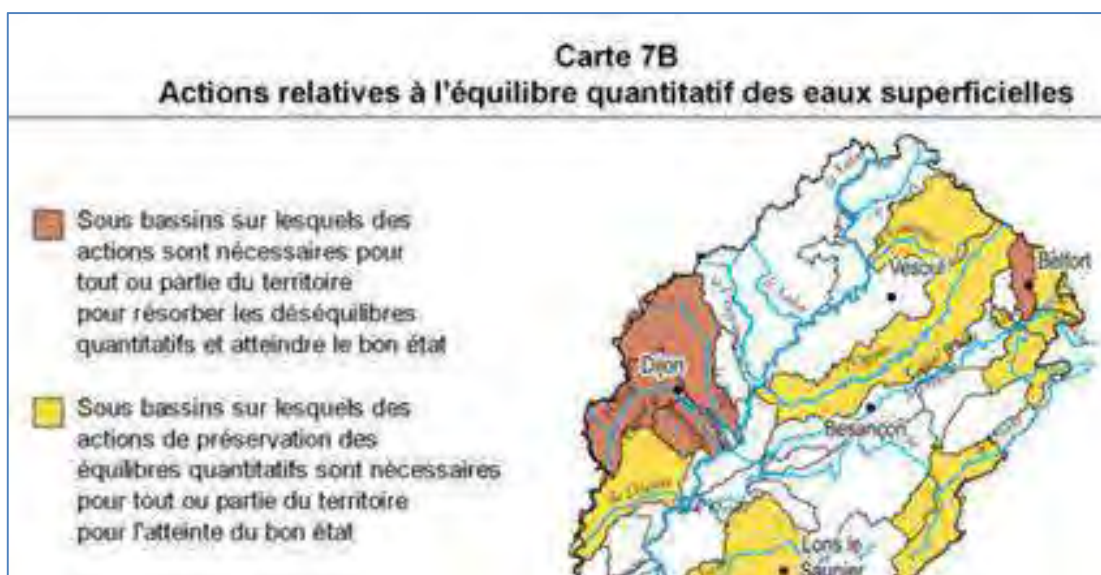 Carte 7B
Actions relatives à l'équilibre quantitatif des eaux superficielles
Sous bassins sur lesquels des
actions sont nécessaires pour
tout ou partie du territoire
pour résorber les déséquilibres
quantitatifs et atteindre le bon état
Sous bassins sur lesquels des
actions de préservation des
équilibres quantitatifs sont nécessaires
pour tout ou partie du territoire
pour l'atteinte du bon état
Vesoul
Belfort
Dijon
Besançon
Lons le
Saunier